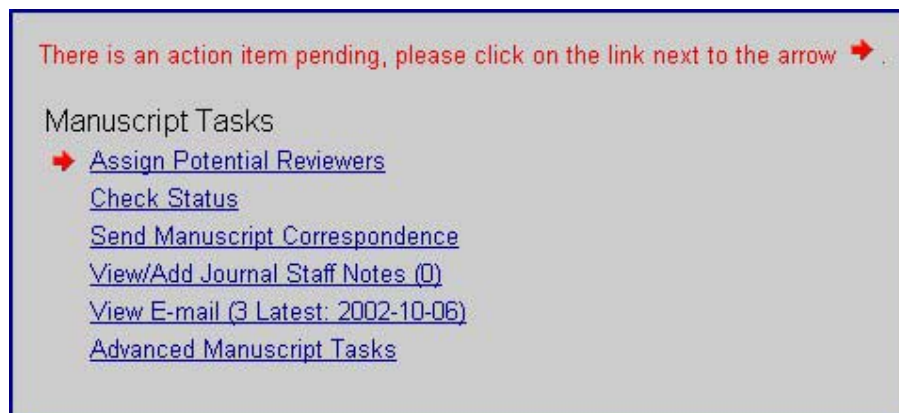 There is an action item pending, please click on the link next to the arrow .
Manuscript Tasks
Assign Potential Reviewers
Check Status
Send Manuscript Correspondence
View/Add Journal Staff Notes (0)
View E-mail (3 Latest: 2002-10-06)
Advanced Manuscript Tasks